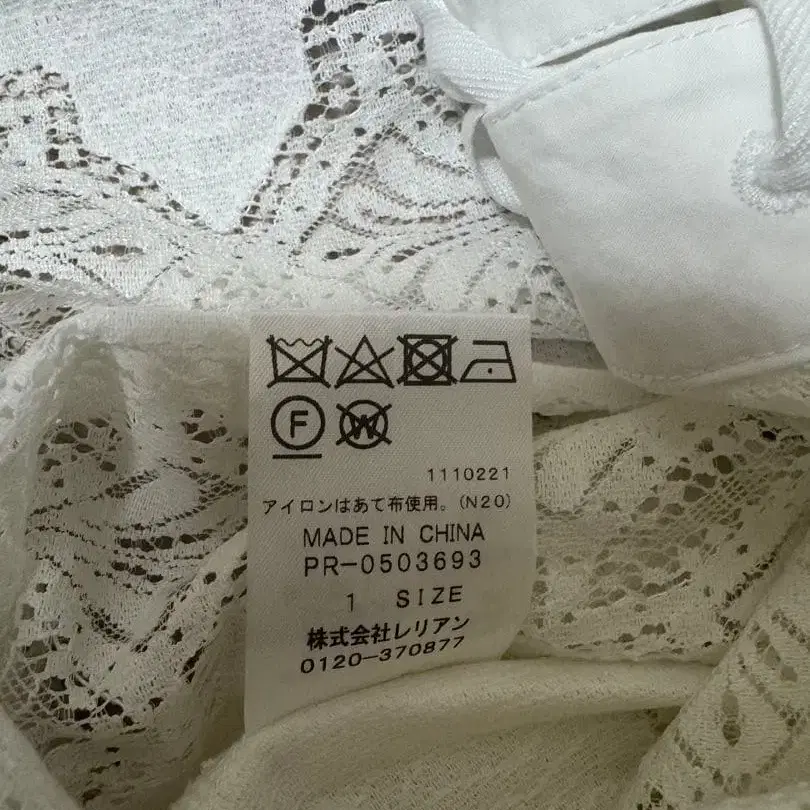 F W
1110221
アイロンはあて布使用。(N20)
MADE IN CHINA
PR-0503693
1 SIZE
株式会社レリアン
0120-370877